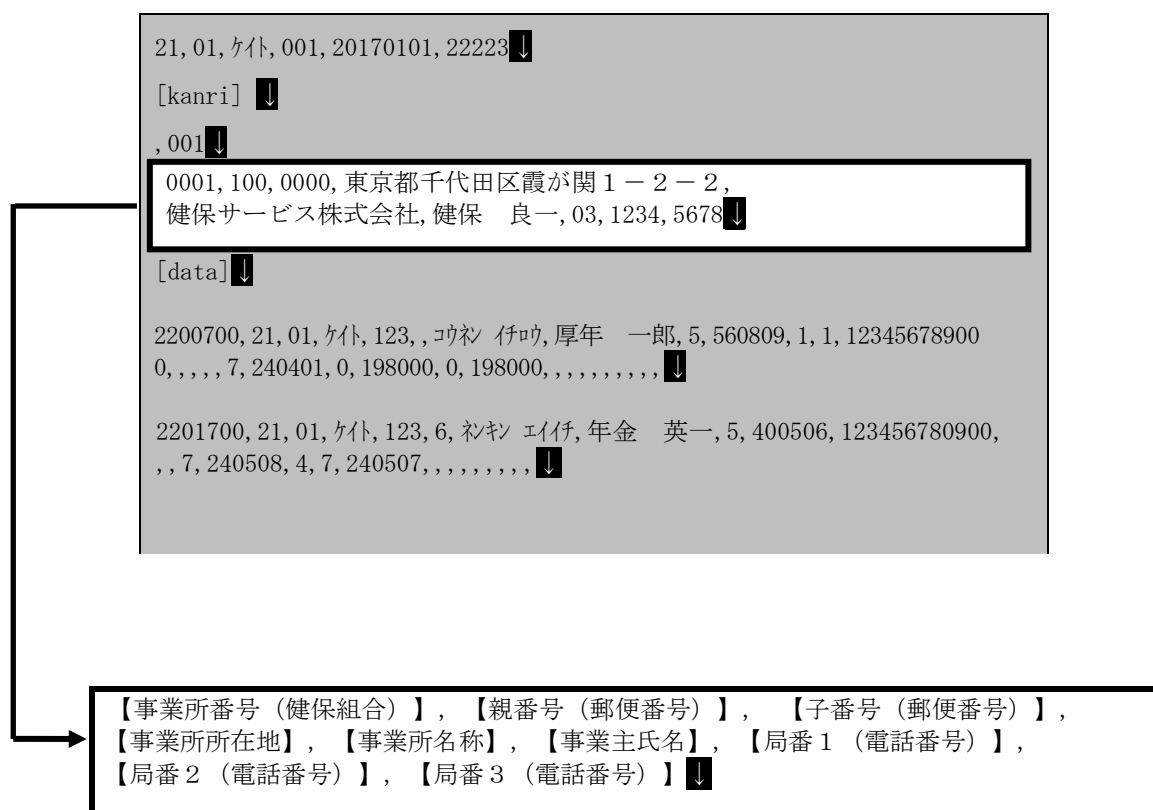 21,01,ｹｲﾄ,001,20170101,22223↓
[kanri] ↓
,001↓
0001,100,0000,東京都千代田区霞が関１－２－２,
健保サービス株式会社,健保　良一,03,1234,5678↓
[data]↓
2200700,21,01,ｹｲﾄ,123,,ｺｳﾈﾝ ｲﾁﾛｳ,厚年　一郎,5,560809,1,1,12345678900
0,,,,,7,240401,0,198000,0,198000,,,,,,,,,,↓
2201700,21,01,ｹｲﾄ,123,6,ﾈﾝｷﾝ ｴｲｲﾁ,年金　英一,5,400506,123456780900,
,,7,240508,4,7,240507,,,,,,,,,↓
【事業所番号（健保組合）】,【親番号（郵便番号）】,　【子番号（郵便番号）】,
【事業所所在地】,【事業所名称】,【事業主氏名】,【局番１（電話番号）】,
【局番２（電話番号）】,【局番３（電話番号）】↓